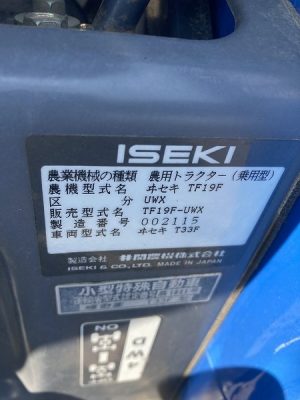 ISEKI
農業機械の種類 農用トラクター(乗用型)
農機型式名 ヰセキ TF19F
区分 UWX
販売型式名 TF19F-UWX
製造番号 002115
車両型式名 ヰセキ T33F
製造会社 井関農機株式会社
ISEKI & CO.,LTD. MADE IN JAPAN
小型特殊自動車
NO
4WD